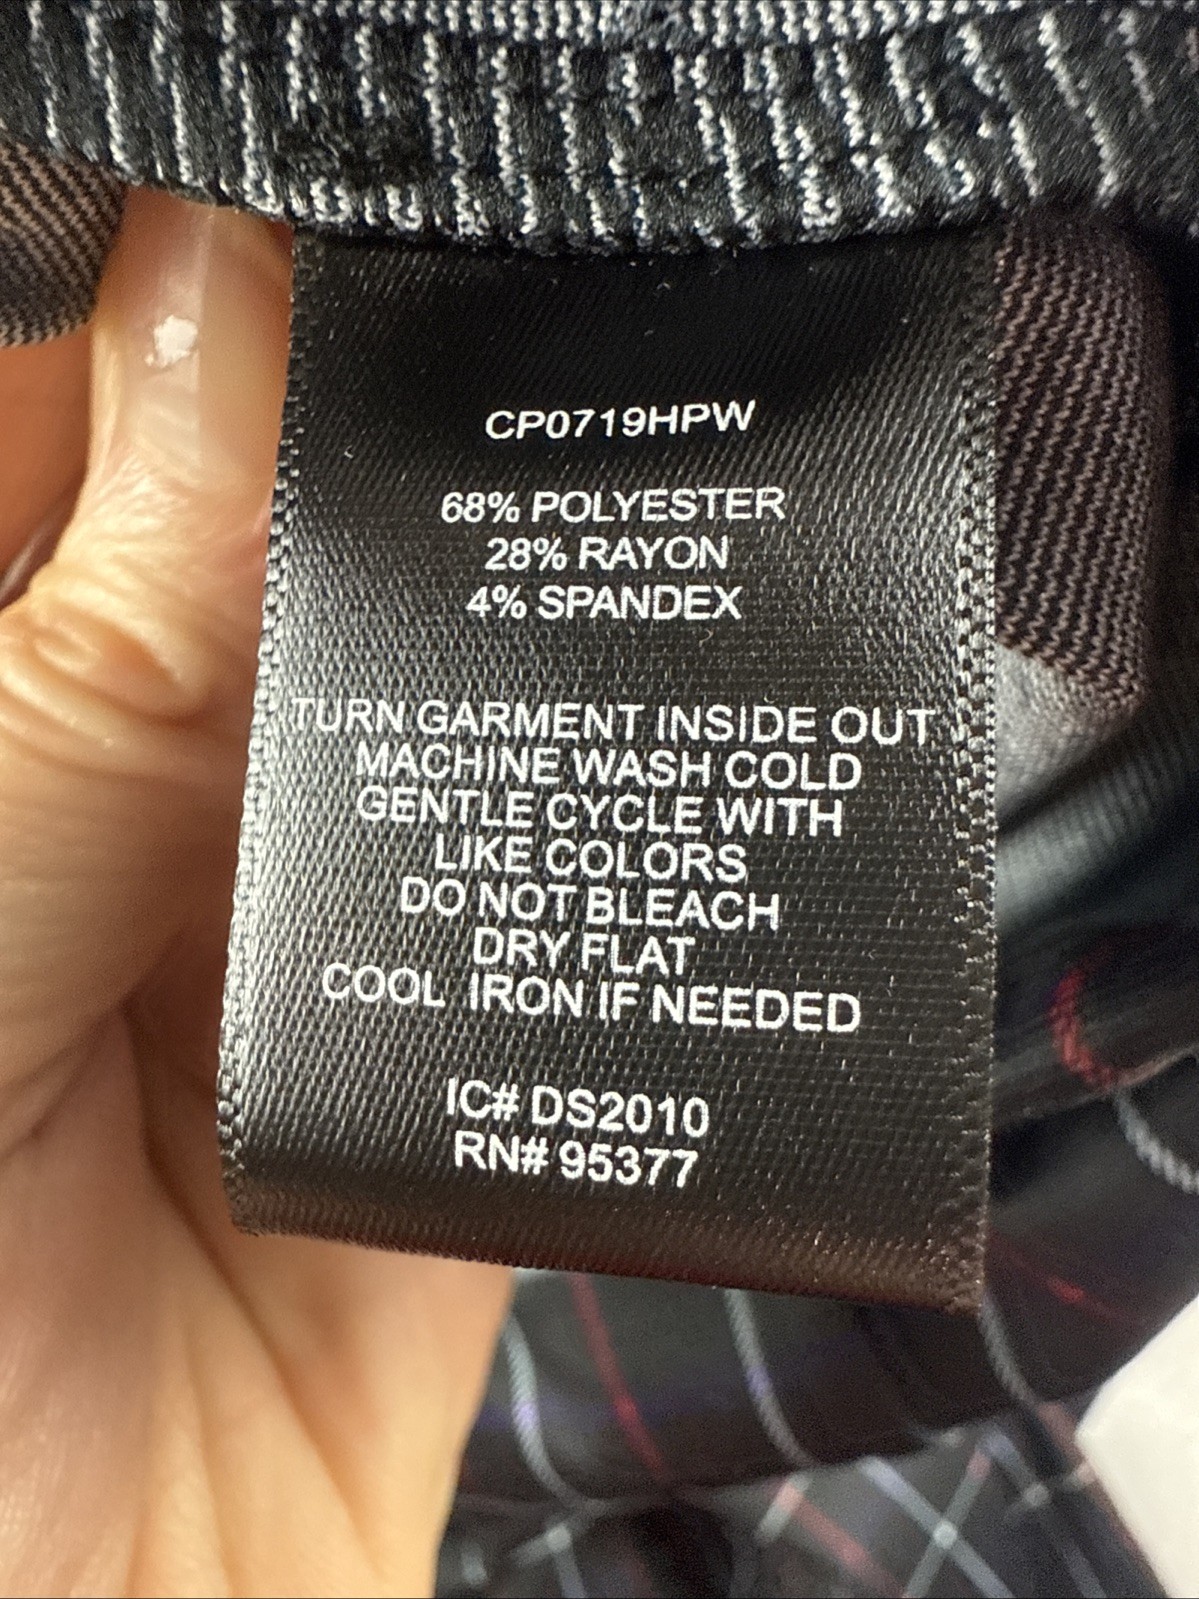 CP0719HPW
68% POLYESTER
28% RAYON
4% SPANDEX
TURN GARMENT INSIDE OUT
MACHINE WASH COLD
GENTLE CYCLE WITH
LIKE COLORS
DO NOT BLEACH
DRY FLAT
COOL IRON IF NEEDED
IC# DS2010
RN# 95377